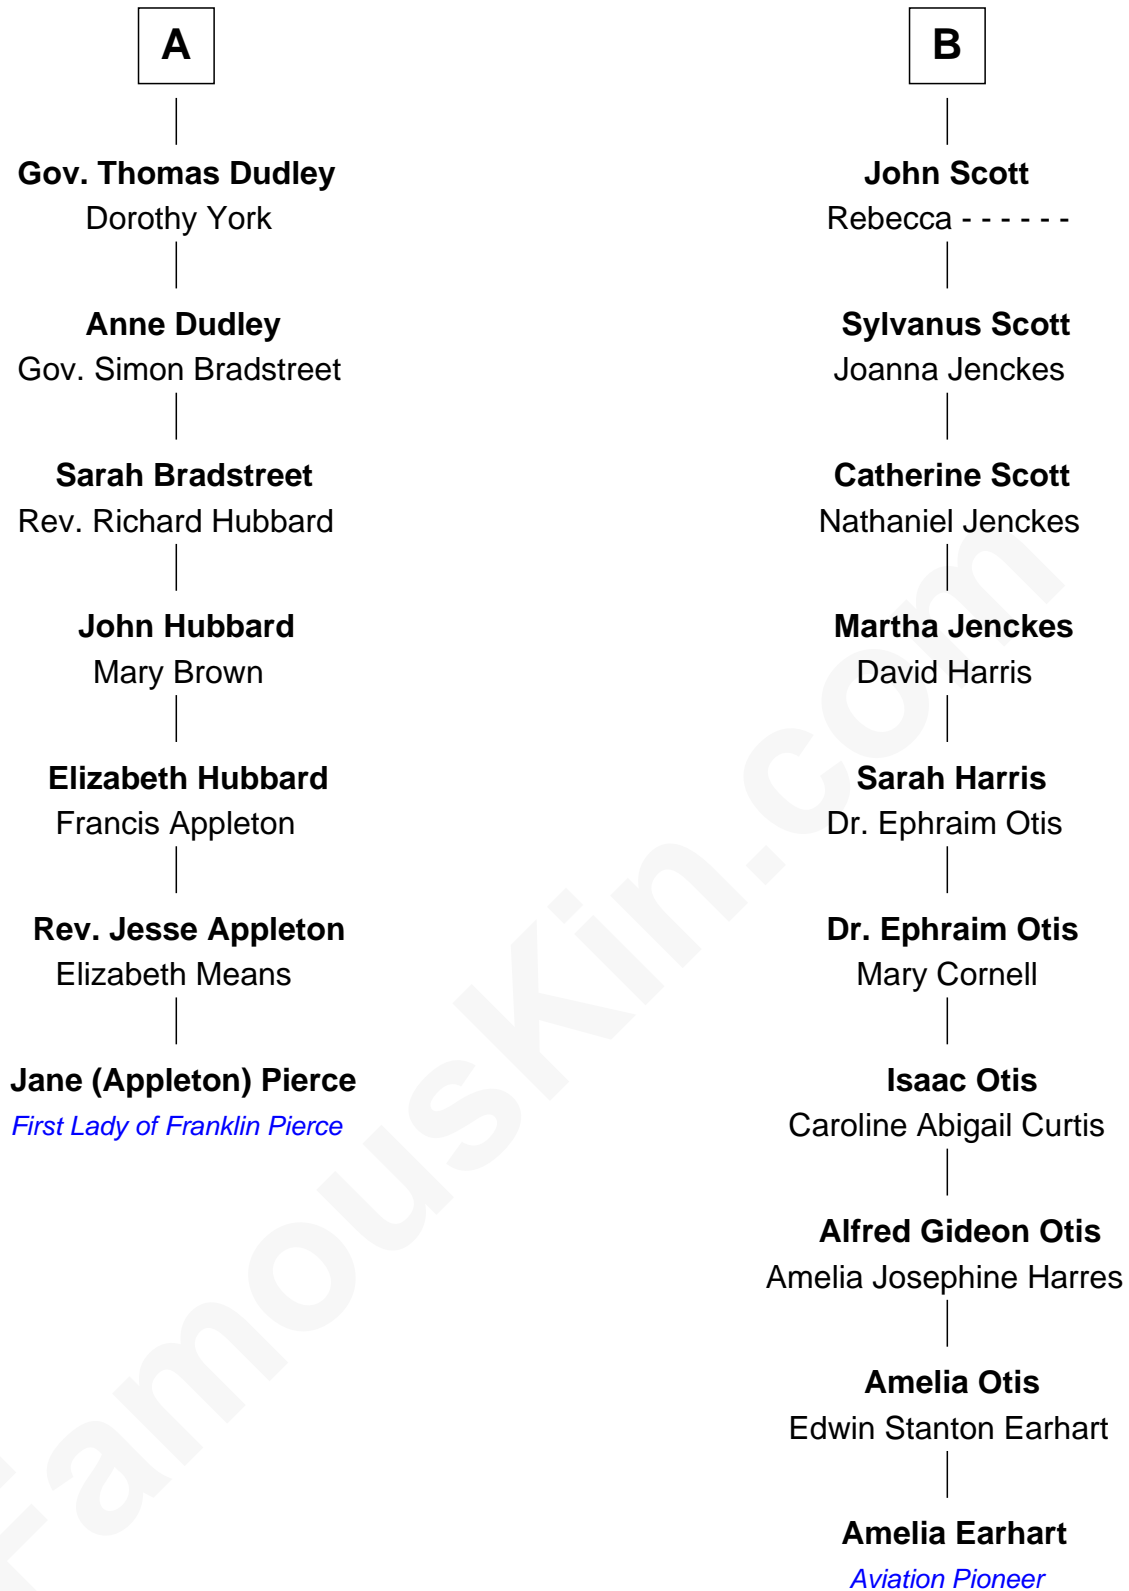 A
Gov. Thomas Dudley
Dorothy York
Anne Dudley
Gov. Simon Bradstreet
Sarah Bradstreet
Rev. Richard Hubbard
John Hubbard
Mary Brown
Elizabeth Hubbard
Francis Appleton
Rev. Jesse Appleton
Elizabeth Means
Jane (Appleton) Pierce
First Lady of Franklin Pierce
B
John Scott
Rebecca - - - - - -
Sylvanus Scott
Joanna Jenckes
Catherine Scott
Nathaniel Jenckes
Martha Jenckes
David Harris
Sarah Harris
Dr. Ephraim Otis
Dr. Ephraim Otis
Mary Cornell
Isaac Otis
Caroline Abigail Curtis
Alfred Gideon Otis
Amelia Josephine Harres
Amelia Otis
Edwin Stanton Earhart
Amelia Earhart
Aviation Pioneer
FamousKin.com